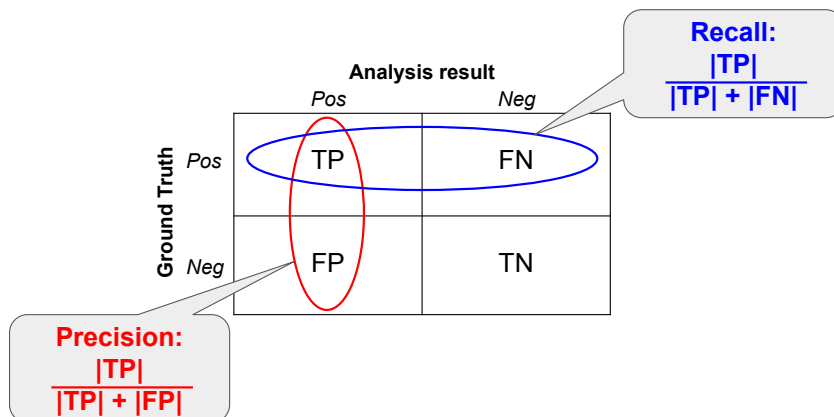 Recall:
|TP|
|TP| + |FN|
Analysis result
Pos
Neg
Ground Truth
Pos
TP
FN
Neg
FP
TN
Precision:
|TP|
|TP| + |FP|